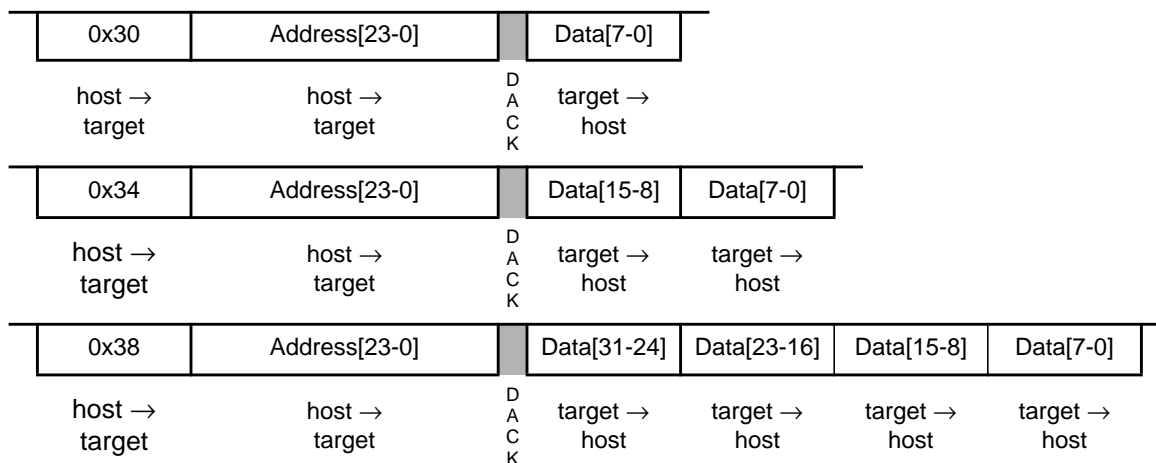 0x30 Address[23-0] Data[7-0]
host → host → D A C K target →
target target host
0x34 Address[23-0] Data[15-8] Data[7-0]
host → host → D A C K target → target →
target target host host
0x38 Address[23-0] Data[31-24] Data[23-16] Data[15-8] Data[7-0]
host → host → D A C K target → target → target → target →
target target host host host host